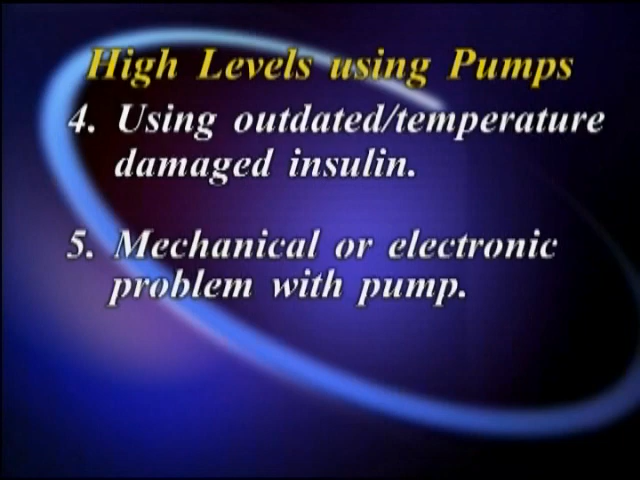 High Levels using Pumps
4. Using outdated/temperature
damaged insulin.
5. Mechanical or electronic
problem with pump.